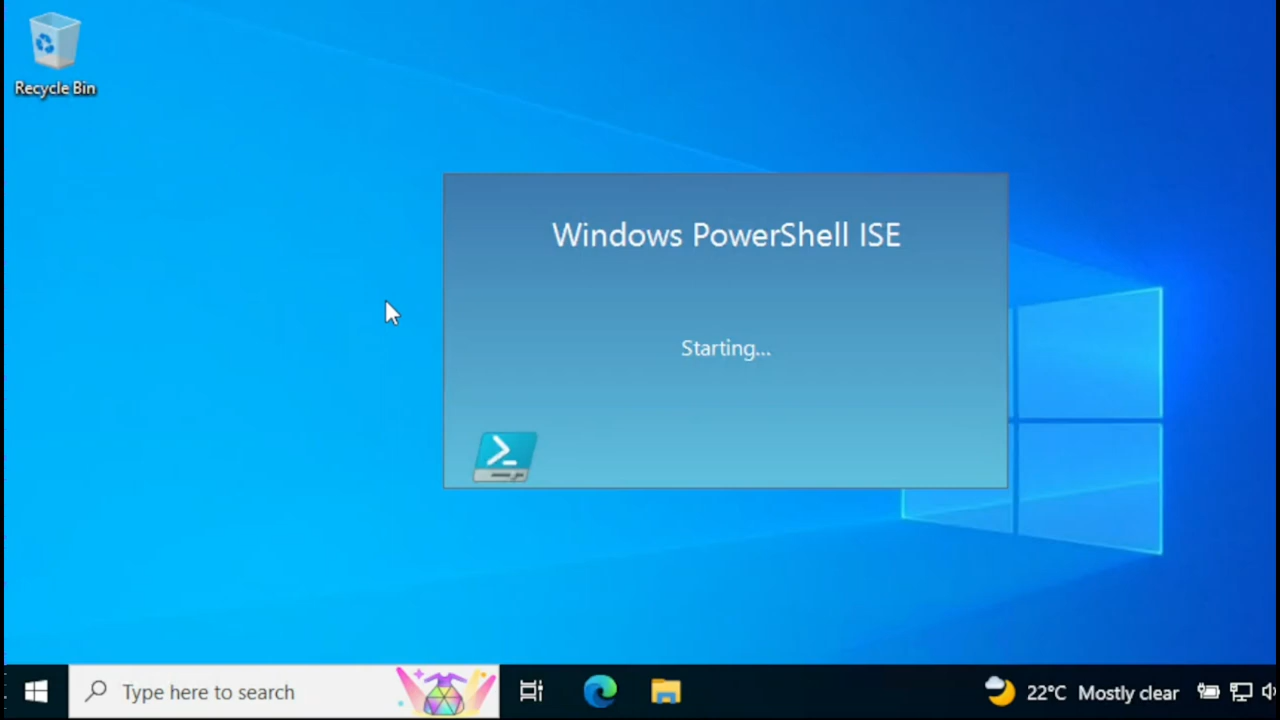 Recycle Bin
Windows PowerShell ISE
Starting...
Type here to search
22°C Mostly clear